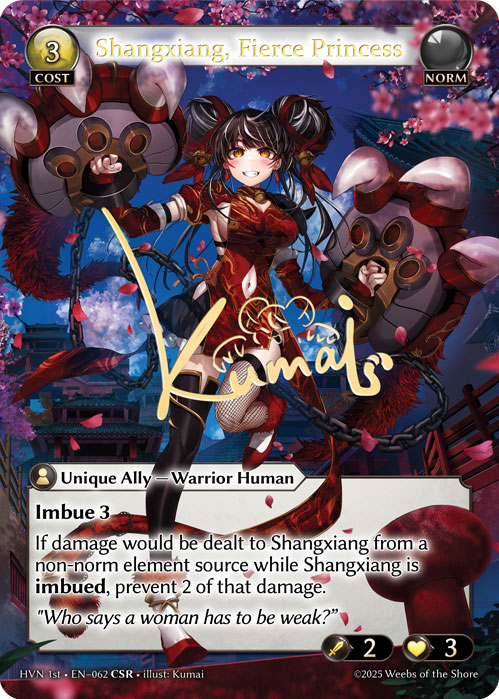 3
COST
Shangxiang, Fierce Princess
NORM
Kumai
Unique Ally — Warrior Human
Imbue 3
If damage would be dealt to Shangxiang from a
non-norm element source while Shangxiang is
imbued, prevent 2 of that damage.
"Who says a woman has to be weak?”
2
3
HVN 1st • EN-062 CSR • illust: Kumai
©2025 Weebs of the Shore